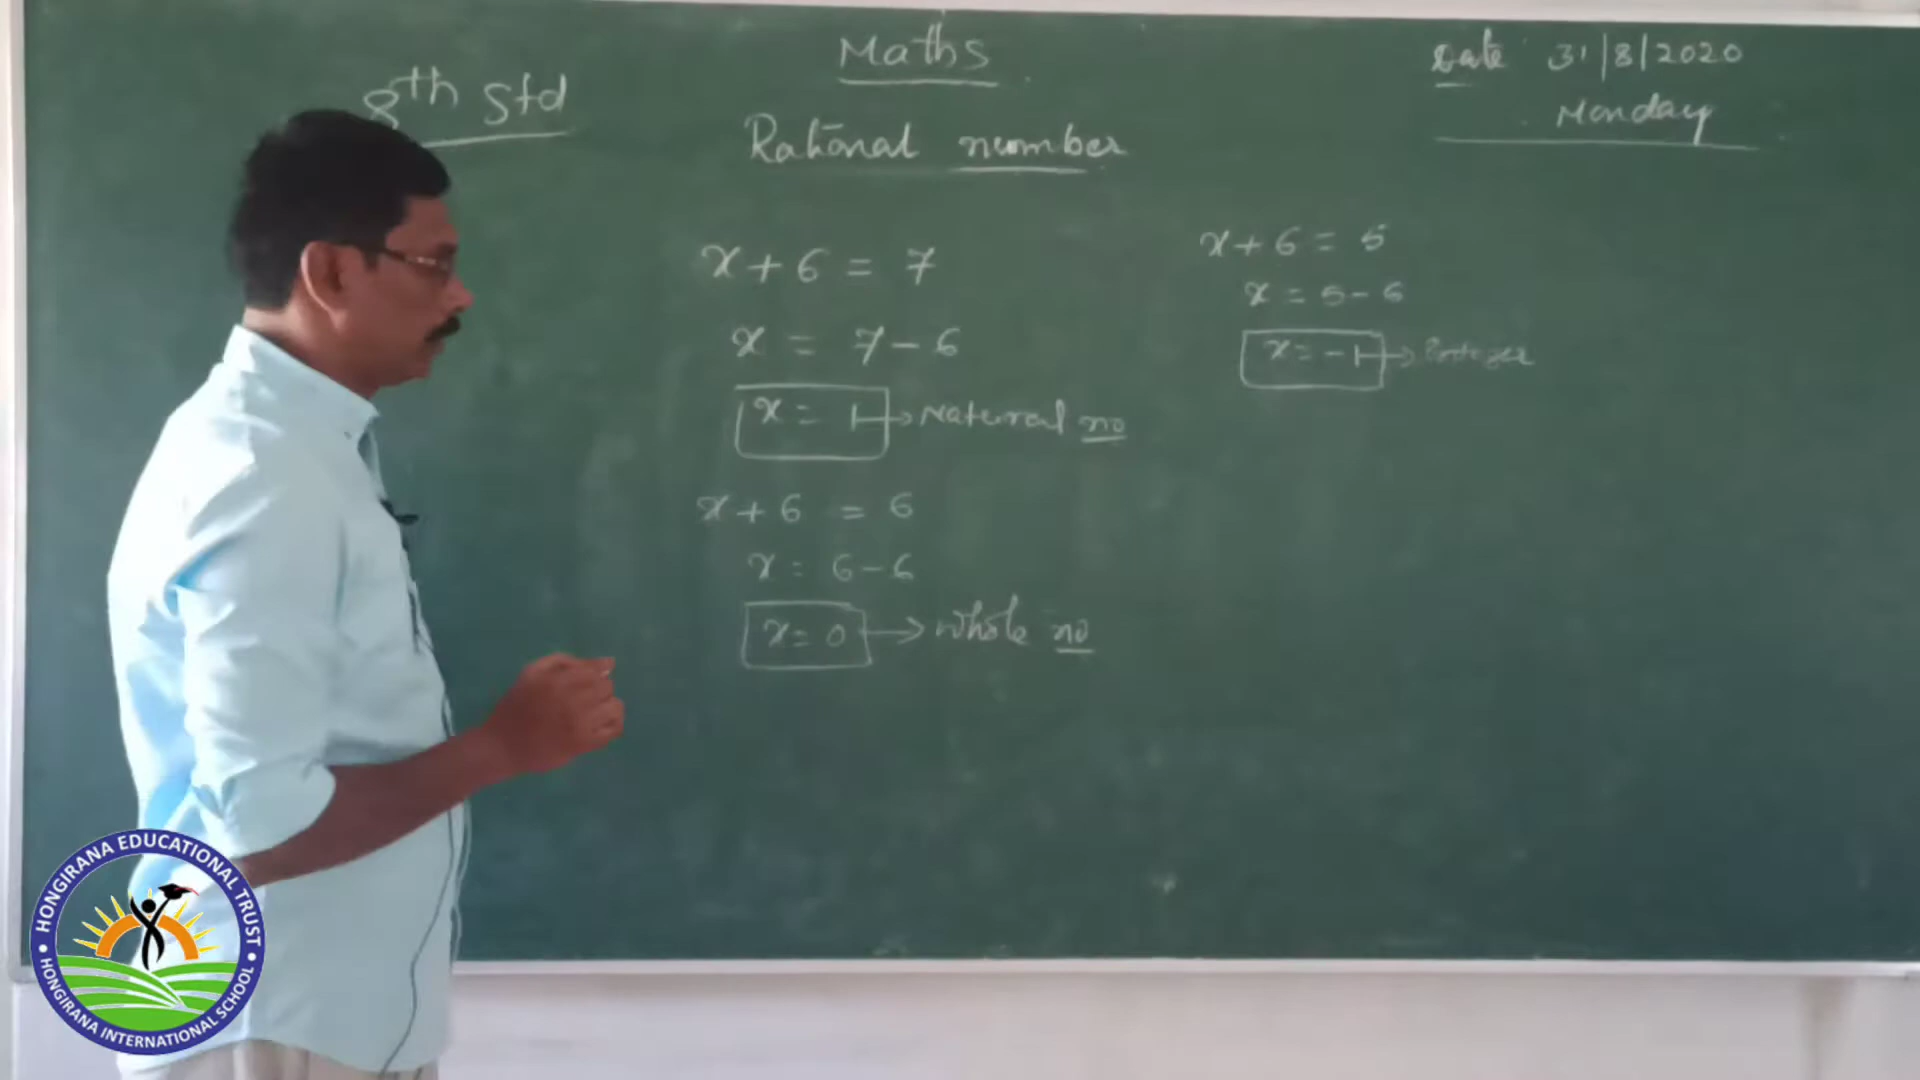 8th Std
Maths
Date : 31/8/2020
Monday
Rational number
x + 6 = 7
x = 7 - 6
x = 1 → Natural no
x + 6 = 6
x = 6 - 6
x = 0 → whole no
x + 6 = 5
x = 5 - 6
x = -1 → Integer
HONGIRANA EDUCATIONAL TRUST
HONGIRANA INTERNATIONAL SCHOOL